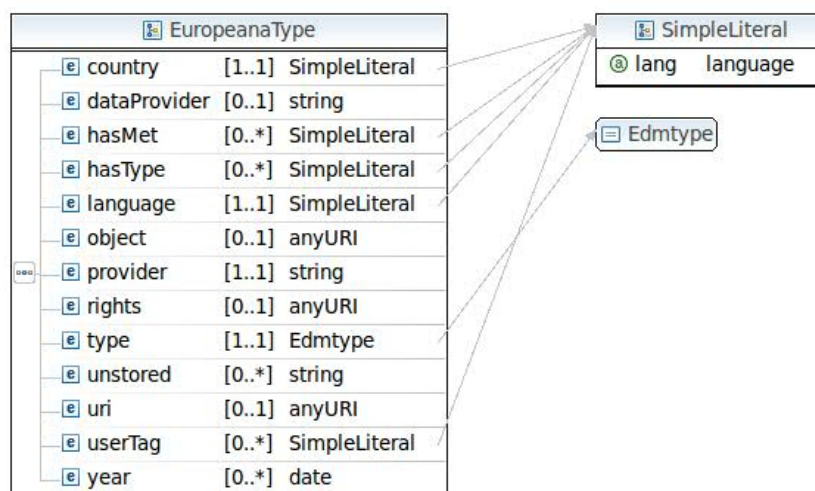 EuropeanaType
e country [1..1] SimpleLiteral
e dataProvider [0..1] string
e hasMet [0..*] SimpleLiteral
e hasType [0..*] SimpleLiteral
e language [1..1] SimpleLiteral
e object [0..1] anyURI
e provider [1..1] string
e rights [0..1] anyURI
e type [1..1] Edmtype
e unstored [0..*] string
e uri [0..1] anyURI
e userTag [0..*] SimpleLiteral
e year [0..*] date
SimpleLiteral
a lang language
Edmtype